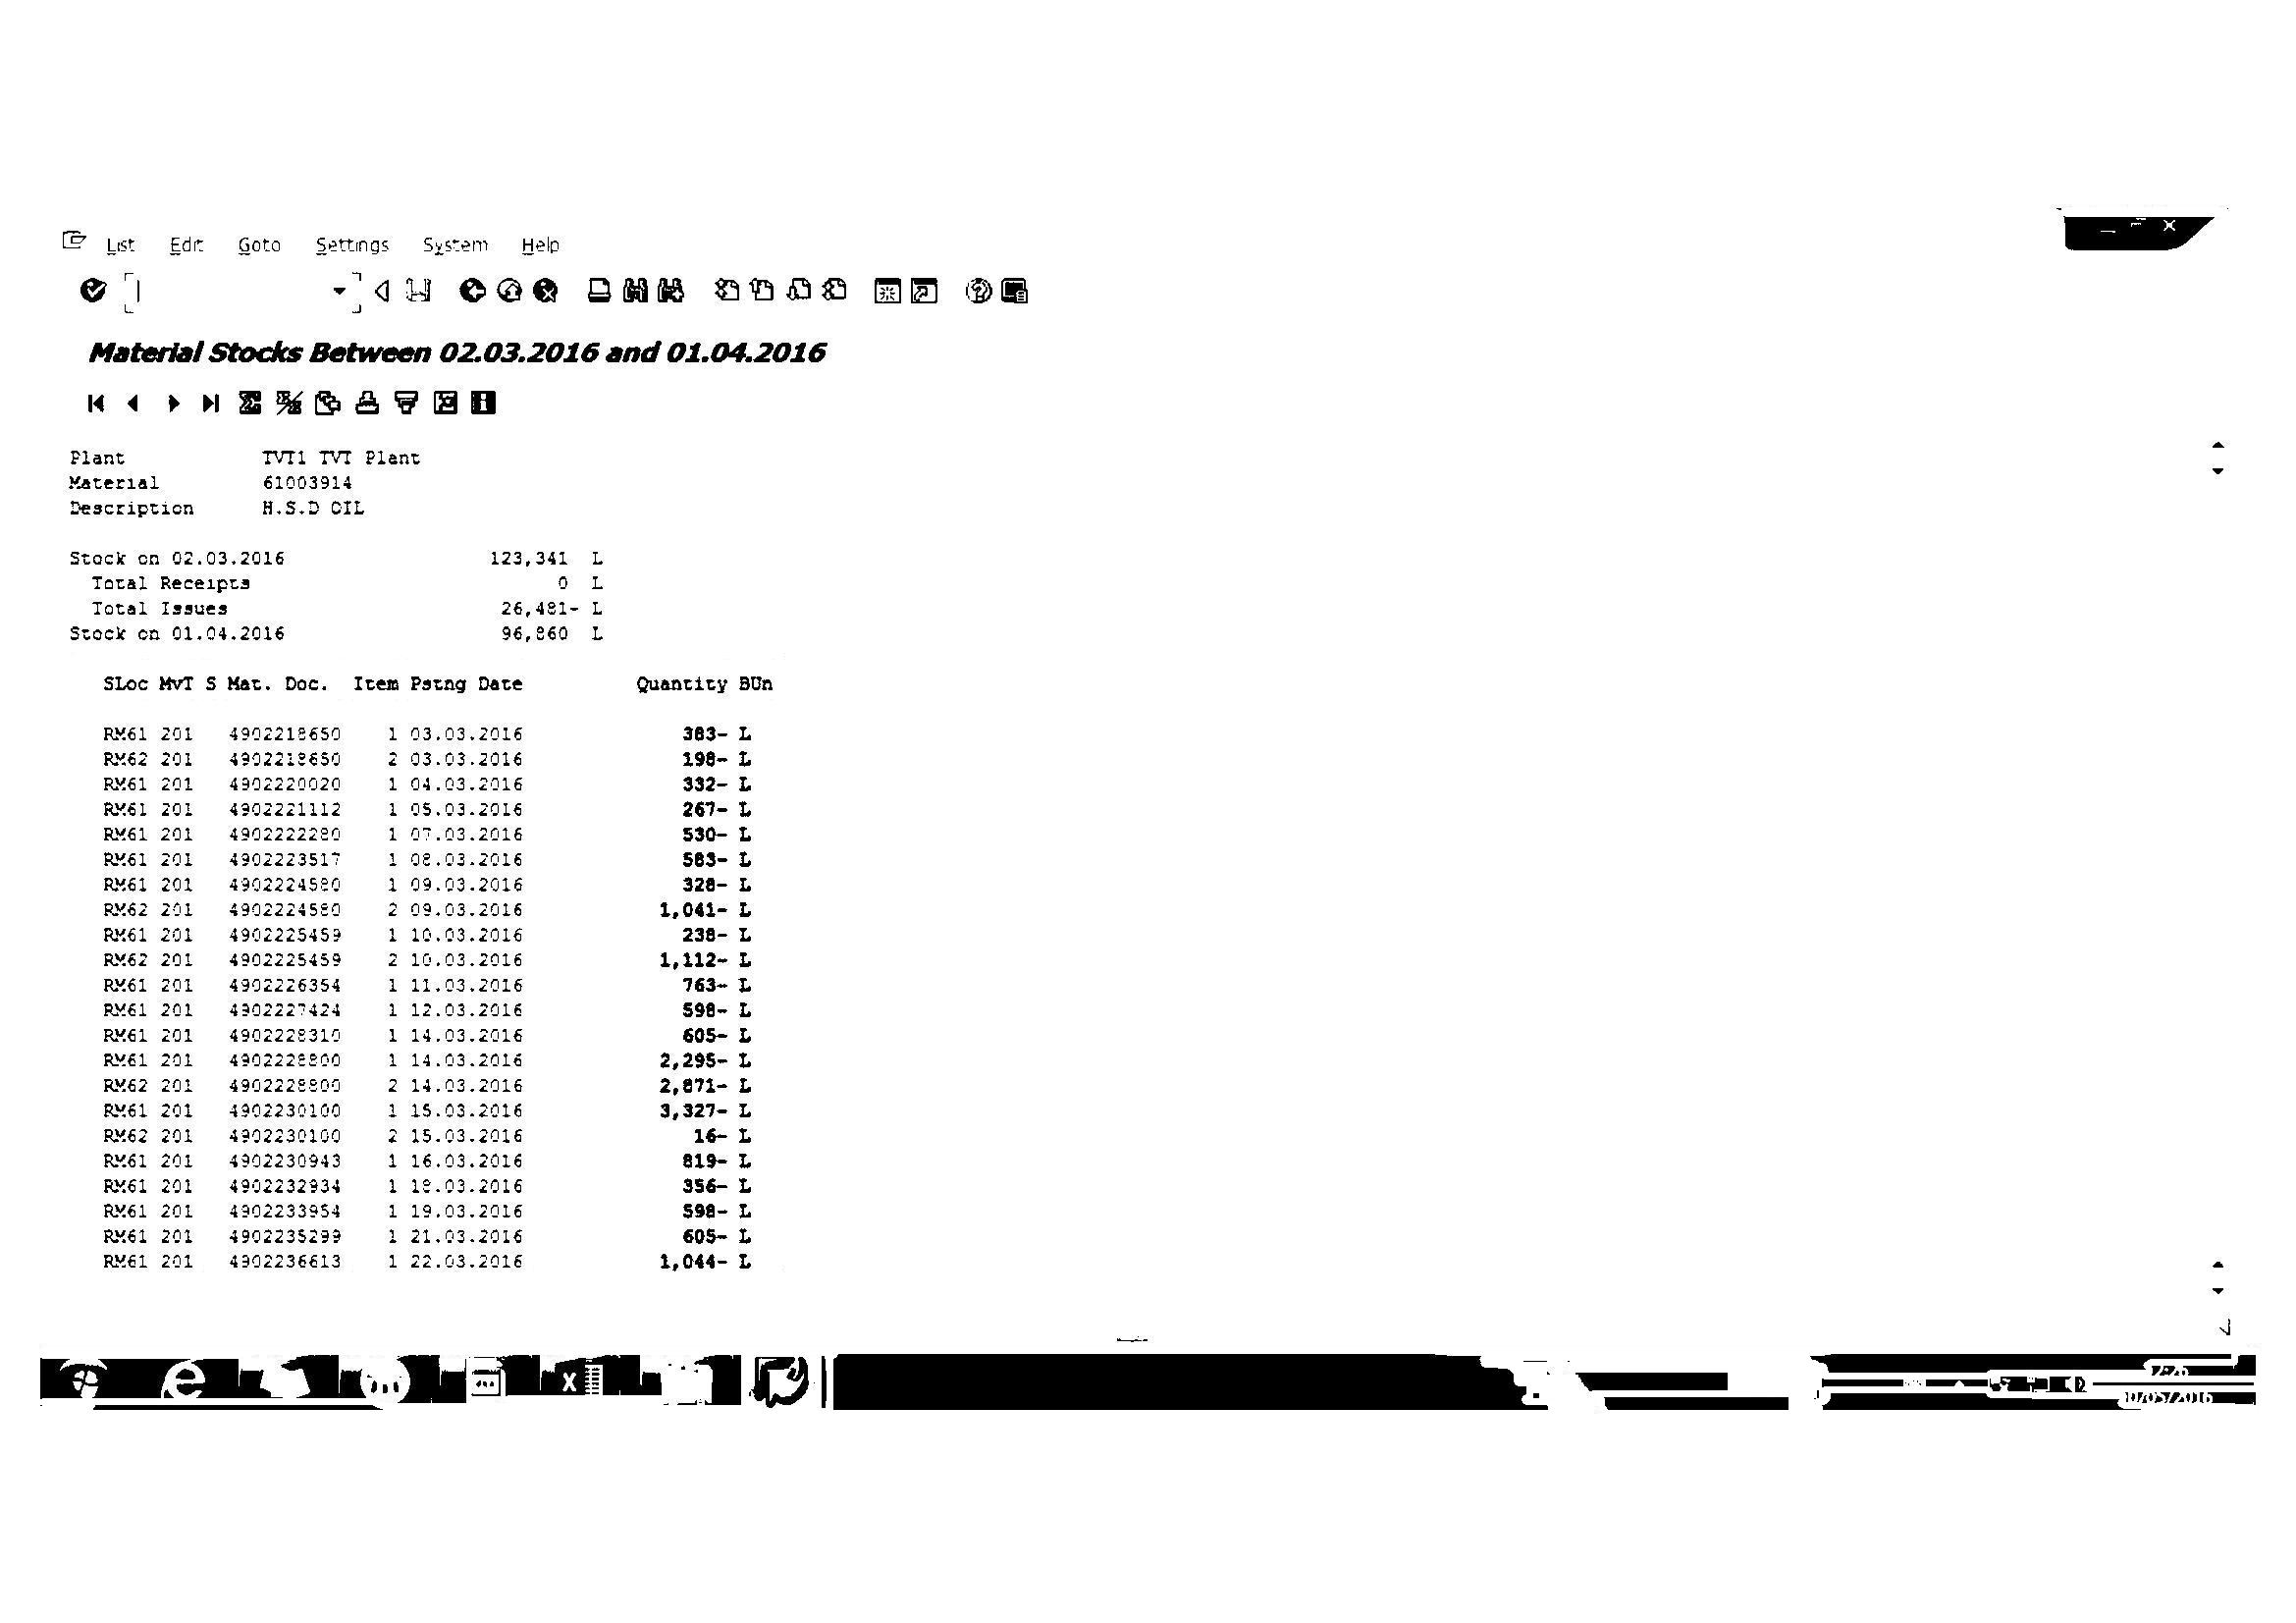 List Edit Goto Settings System Help
Material Stocks Between 02.03.2016 and 01.04.2016
Plant TVT1 TVT Plant
Material 61003914
Description H.S.D OIL
Stock on 02.03.2016 123,341 L
Total Receipts 0 L
Total Issues 26,481- L
Stock on 01.04.2016 96,860 L
SLoc MvT S Mat. Doc. Item Pstng Date Quantity BUn
RM61 201 4902218650 1 03.03.2016 383- L
RM62 201 4902218650 2 03.03.2016 198- L
RM61 201 4902220020 1 04.03.2016 332- L
RM61 201 4902221112 1 05.03.2016 267- L
RM61 201 4902222280 1 07.03.2016 530- L
RM61 201 4902223517 1 08.03.2016 583- L
RM61 201 4902224580 1 09.03.2016 328- L
RM62 201 4902224580 2 09.03.2016 1,041- L
RM61 201 4902225459 1 10.03.2016 238- L
RM62 201 4902225459 2 10.03.2016 1,112- L
RM61 201 4902226354 1 11.03.2016 763- L
RM61 201 4902227424 1 12.03.2016 598- L
RM61 201 4902228310 1 14.03.2016 605- L
RM61 201 4902228800 1 14.03.2016 2,295- L
RM62 201 4902228800 2 14.03.2016 2,871- L
RM61 201 4902230100 1 15.03.2016 3,327- L
RM62 201 4902230100 2 15.03.2016 16- L
RM61 201 4902230943 1 16.03.2016 819- L
RM61 201 4902232934 1 18.03.2016 356- L
RM61 201 4902233954 1 19.03.2016 598- L
RM61 201 4902235299 1 21.03.2016 605- L
RM61 201 4902236613 1 22.03.2016 1,044- L